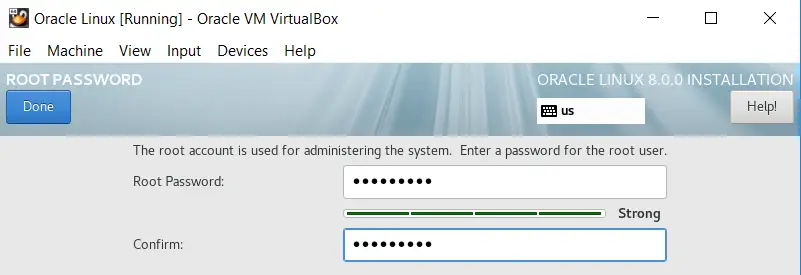 Oracle Linux [Running] - Oracle VM VirtualBox
File Machine View Input Devices Help
ROOT PASSWORD
ORACLE LINUX 8.0.0 INSTALLATION
Done
us
Help!
The root account is used for administering the system. Enter a password for the root user.
Root Password: •••••••••
Strong
Confirm: •••••••••